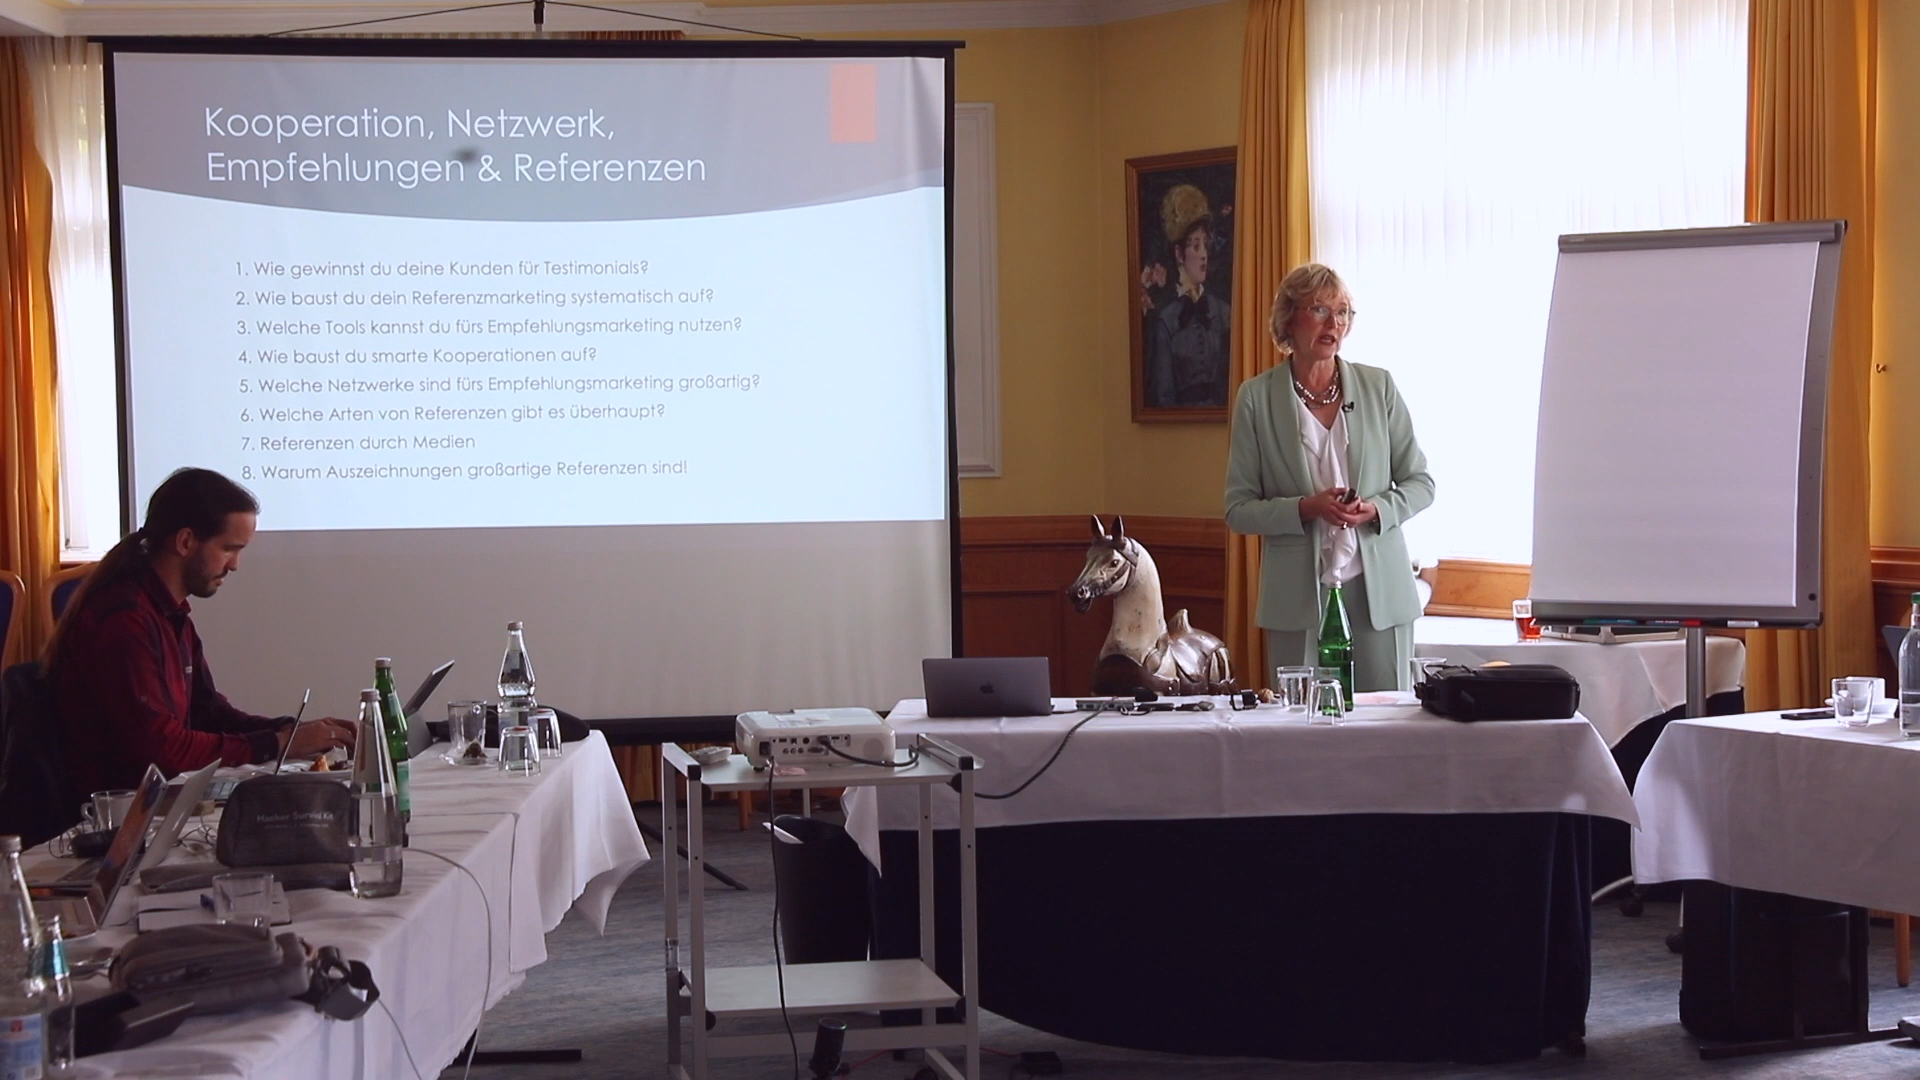 Kooperation, Netzwerk,
Empfehlungen & Referenzen
1. Wie gewinnst du deine Kunden für Testimonials?
2. Wie baust du dein Referenzmarketing systematisch auf?
3. Welche Tools kannst du fürs Empfehlungsmarketing nutzen?
4. Wie baust du smarte Kooperationen auf?
5. Welche Netzwerke sind fürs Empfehlungsmarketing großartig?
6. Welche Arten von Referenzen gibt es überhaupt?
7. Referenzen durch Medien
8. Warum Auszeichnungen großartige Referenzen sind!
Hacker Survival Kit